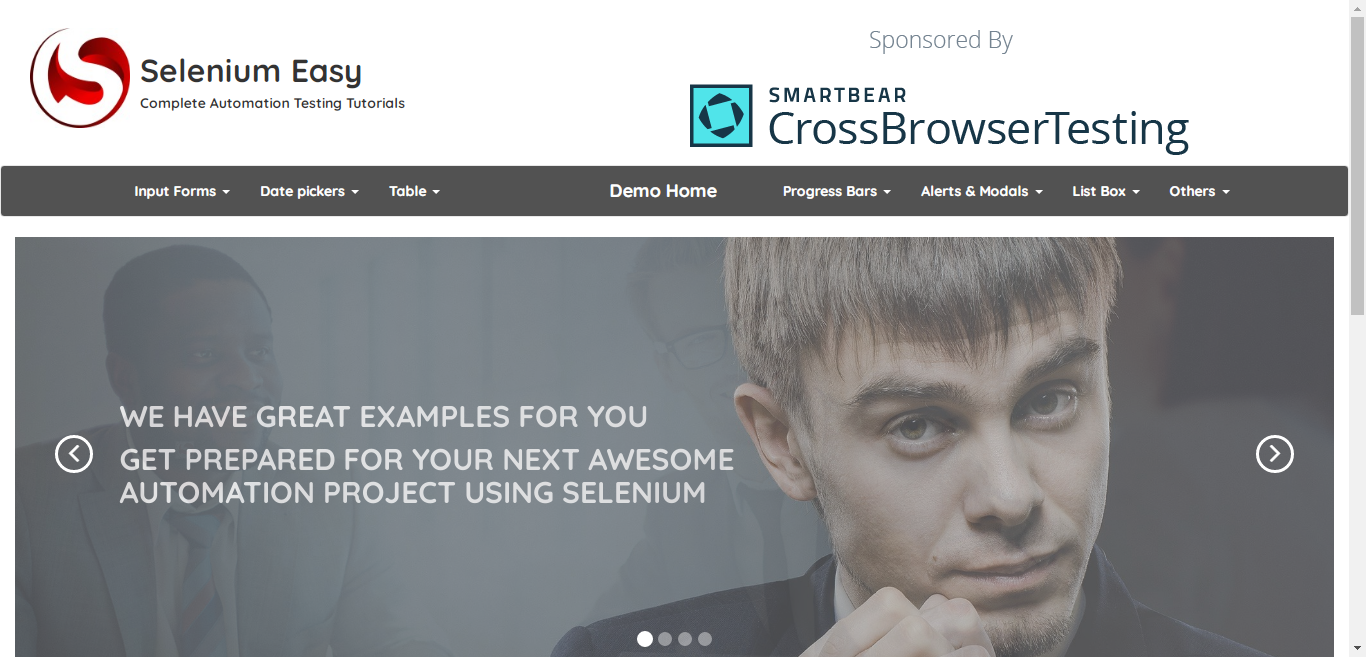 Selenium Easy
Complete Automation Testing Tutorials
Sponsored By
SMARTBEAR
CrossBrowserTesting
Input Forms Date pickers Table Demo Home Progress Bars Alerts & Modals List Box Others
WE HAVE GREAT EXAMPLES FOR YOU
GET PREPARED FOR YOUR NEXT AWESOME
AUTOMATION PROJECT USING SELENIUM